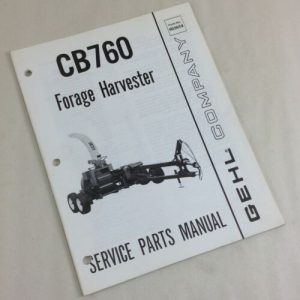 CB760
Forage Harvester
GEHL COMPANY
SERVICE PARTS MANUAL